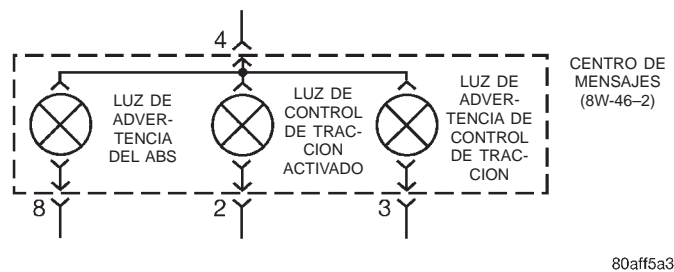 4
CENTRO DE
MENSAJES
(8W-46–2)
LUZ DE
ADVER-
TENCIA
DEL ABS
LUZ DE
CONTROL
DE TRAC-
CION
ACTIVADO
LUZ DE
ADVER-
TENCIA DE
CONTROL
DE TRAC-
CION
8
2
3
80aff5a3